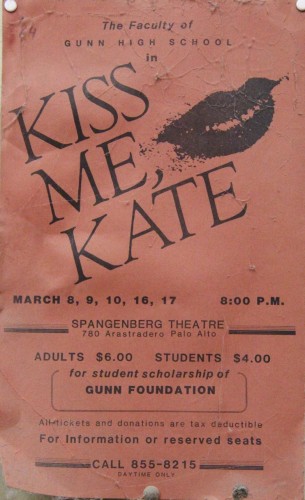 The Faculty of
GUNN HIGH SCHOOL
in
KISS
ME,
KATE
MARCH 8, 9, 10, 16, 17 8:00 P.M.
SPANGENBERG THEATRE
780 Arastradero Palo Alto
ADULTS $6.00 STUDENTS $4.00
for student scholarship of
GUNN FOUNDATION
All tickets and donations are tax deductible
For Information or reserved seats
CALL 855-8215
DAYTIME ONLY